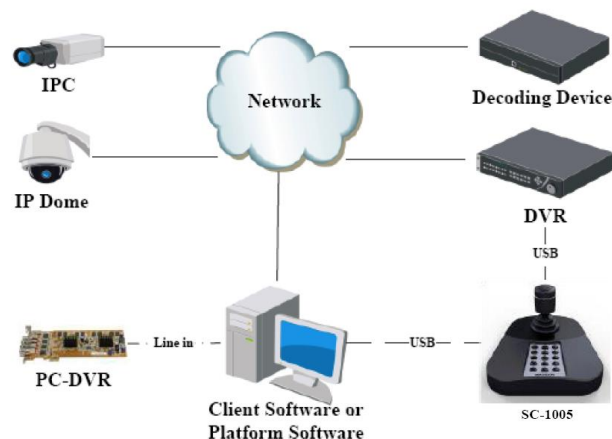 IPC
Network
Decoding Device
IP Dome
DVR
USB
PC-DVR
Line in
USB
Client Software or
Platform Software
SC-1005